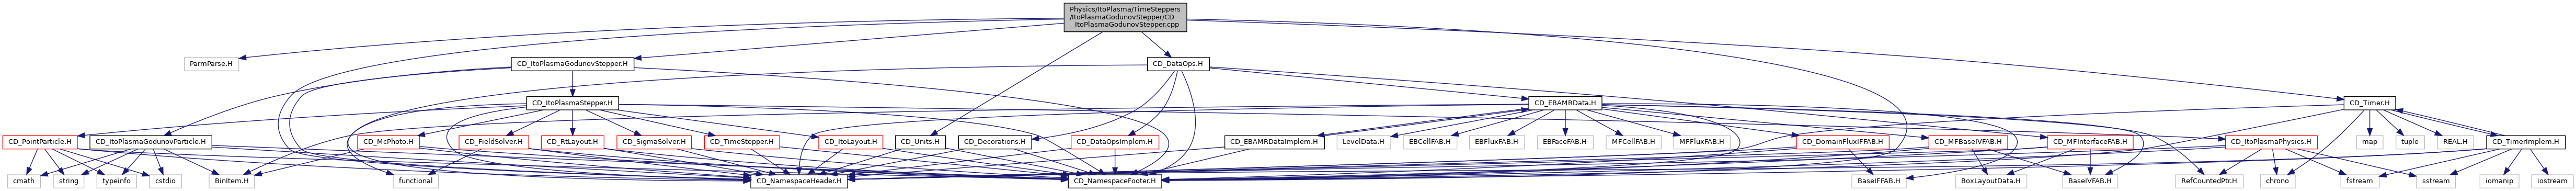 Physics/ItoPlasma/TimeSteppers
/ItoPlasmaGodunovStepper/CD
_ItoPlasmaGodunovStepper.cpp
ParmParse.H
CD_ItoPlasmaGodunovStepper.H
CD_DataOps.H
CD_ItoPlasmaStepper.H
CD_EBAMRData.H
CD_Timer.H
CD_PointParticle.H
CD_ItoPlasmaGodunovParticle.H
CD_McPhoto.H
CD_FieldSolver.H
CD_RtLayout.H
CD_SigmaSolver.H
CD_TimeStepper.H
CD_ItoLayout.H
CD_Units.H
CD_Decorations.H
CD_DataOpsImplem.H
CD_EBAMRDataImplem.H
LevelData.H
EBCellFAB.H
EBFluxFAB.H
EBFaceFAB.H
MFCellFAB.H
MFFluxFAB.H
CD_DomainFluxIFFAB.H
CD_MFBaseIVFAB.H
CD_MFInterfaceFAB.H
CD_ItoPlasmaPhysics.H
map
tuple
REAL.H
CD_TimerImplem.H
cmath
string
typeinfo
cstdio
BinItem.H
functional
CD_NamespaceHeader.H
CD_NamespaceFooter.H
BaseIFFAB.H
BoxLayoutData.H
BaseIVFAB.H
RefCountedPtr.H
chrono
fstream
sstream
iomanip
iostream